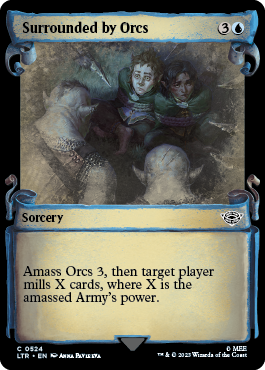 Surrounded by Orcs 3
Sorcery
Amass Orcs 3, then target player
mills X cards, where X is the
amassed Army's power.
C 0524
LTR • EN Anna Pavleeva
& © 2023 Wizards of the Coast